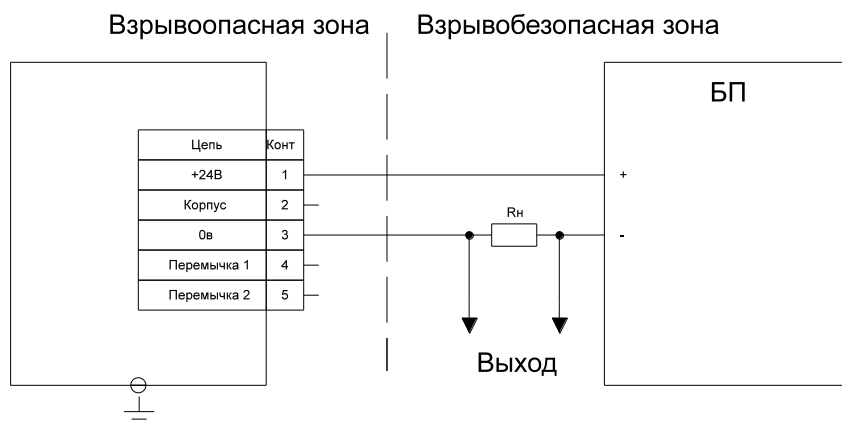 Взрывоопасная зона
Взрывобезопасная зона
БП
Цепь Конт
+24В 1 +
Корпус 2
Rн
0в 3 -
Перемычка 1 4
Перемычка 2 5
Выход